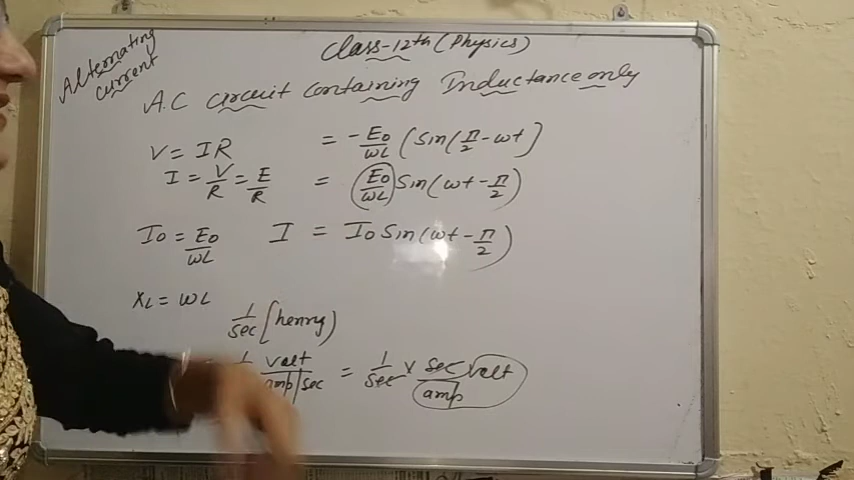 Alternating current
Class-12th (Physics)
A.C circuit containing Inductance only
V = IR
= -E₀/ωL (Sin(π/2 - ωt)
I = V/R = E/R
= (E₀/ωL) Sin(ωt - π/2)
I₀ = E₀/ωL
I = I₀ Sin(ωt - π/2)
XL = ωL
1/sec [henry)
volt/amp/sec = 1/sec × sec volt/amp